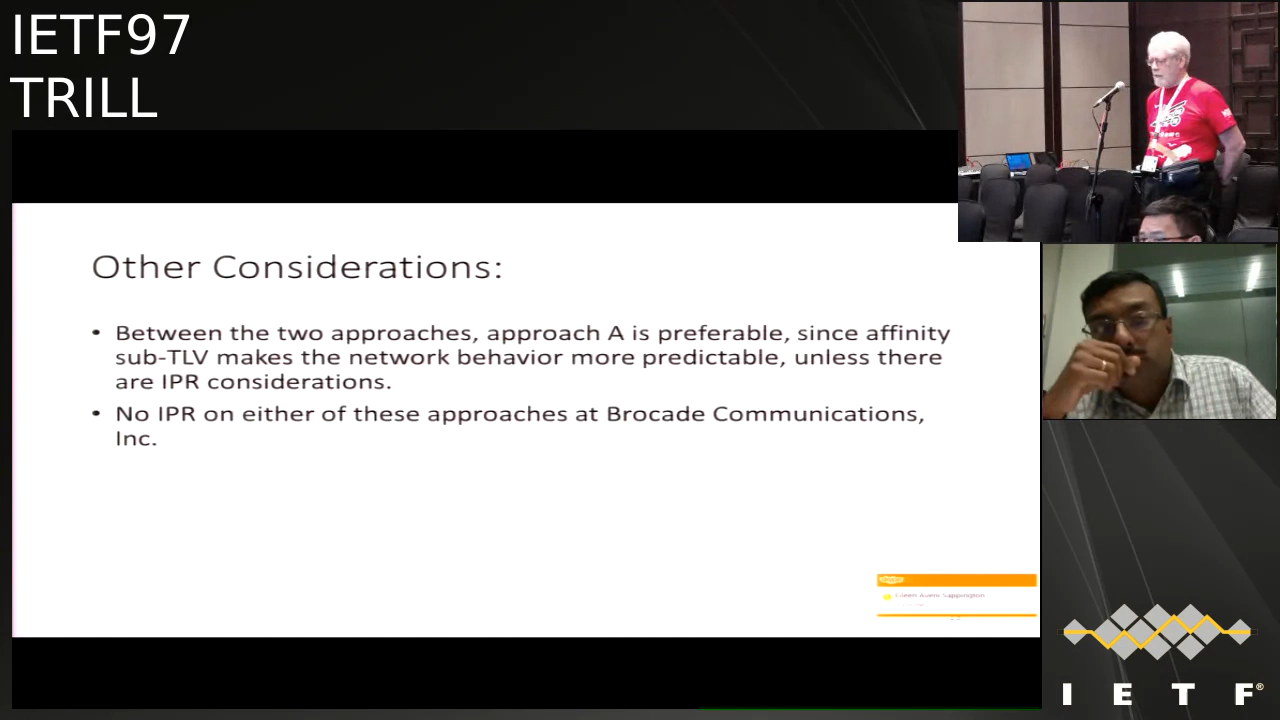 IETF97
TRILL
Other Considerations:
• Between the two approaches, approach A is preferable, since affinity
sub-TLV makes the network behavior more predictable, unless there
are IPR considerations.
• No IPR on either of these approaches at Brocade Communications,
Inc.
Sappington
I E T F®